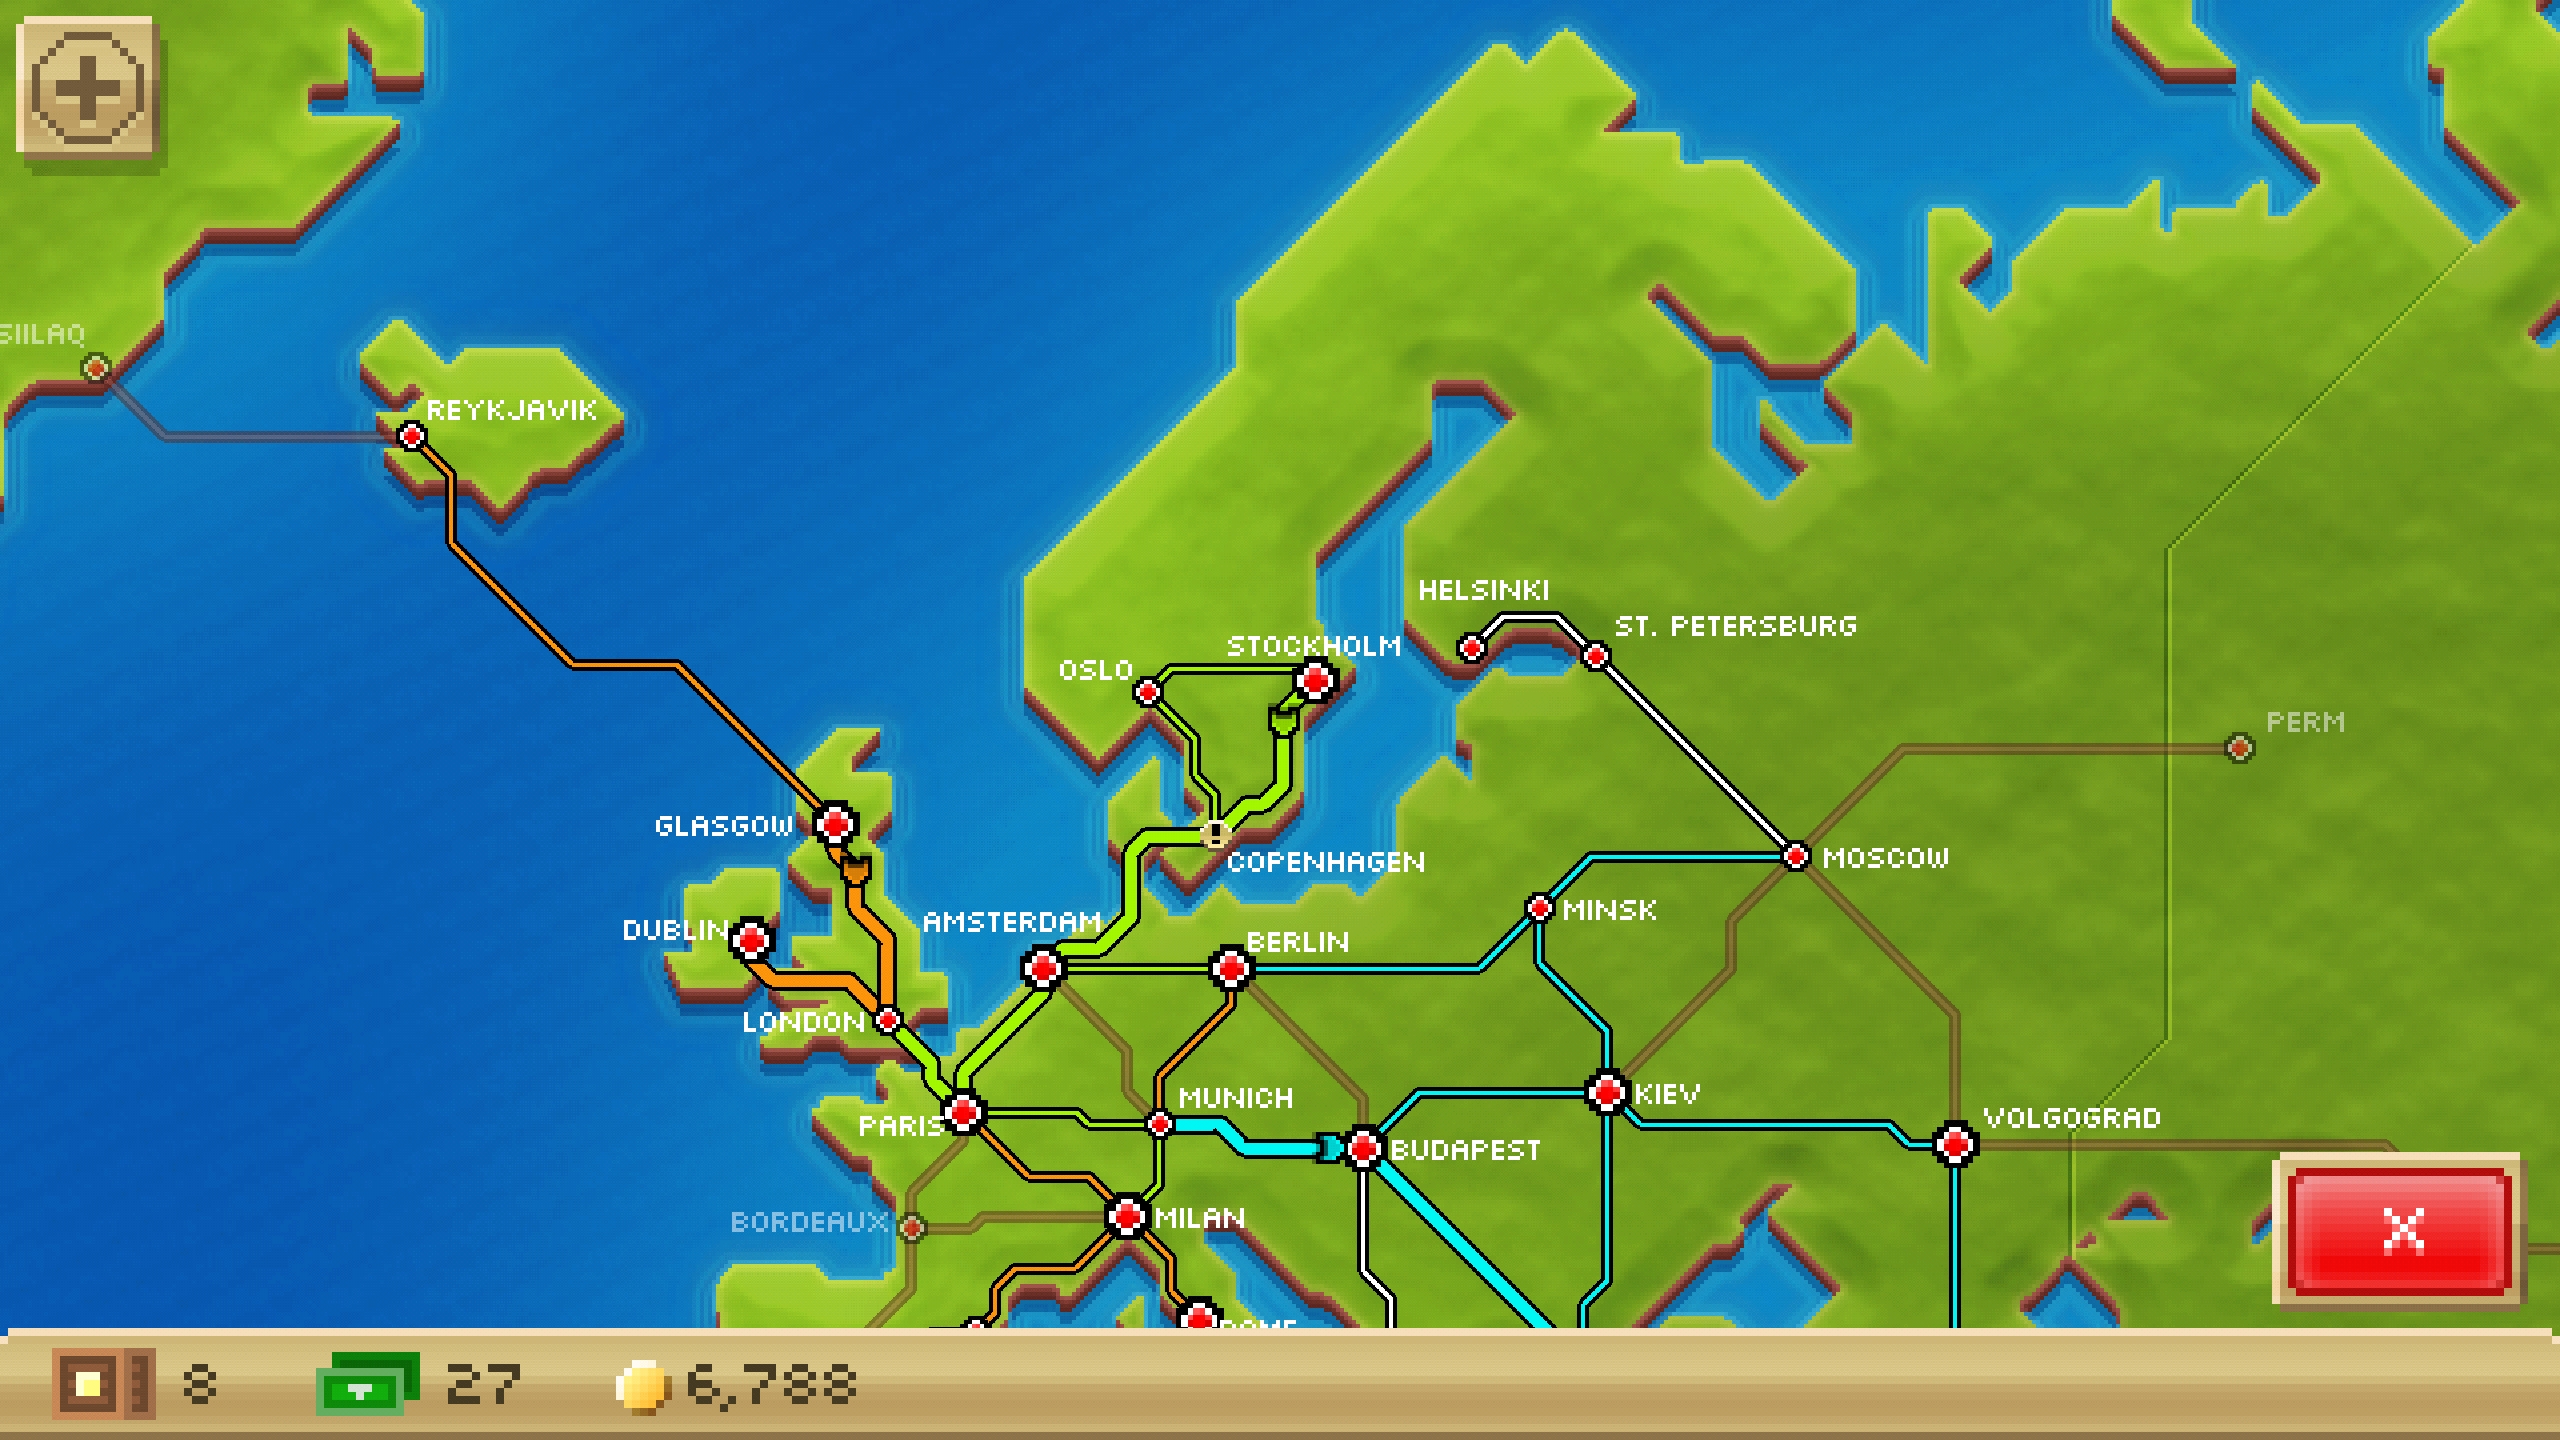 SIILAQ
REYKJAVIK
HELSINKI
ST. PETERSBURG
STOCKHOLM
OSLO
PERM
GLASGOW
COPENHAGEN
MOSCOW
MINSK
DUBLIN
AMSTERDAM
BERLIN
LONDON
MUNICH
KIEV
PARIS
VOLGOGRAD
BUDAPEST
BORDEAUX
MILAN
X
8
27
6,788